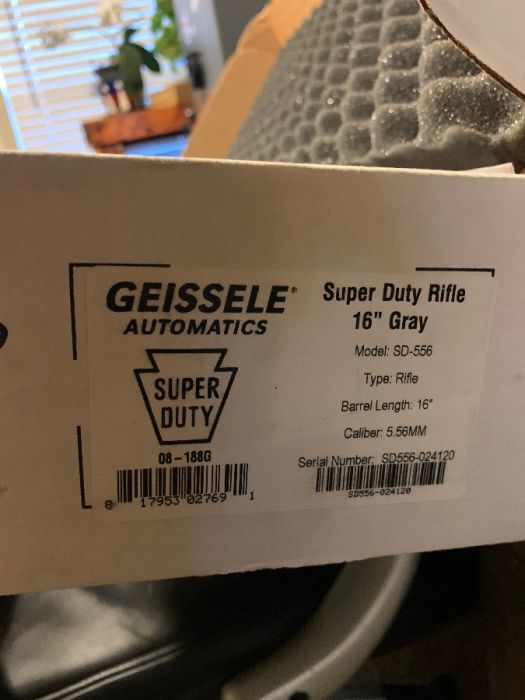 GEISSELE®
AUTOMATICS
SUPER
DUTY
08-188G
8 17953 02769 1
Super Duty Rifle
16" Gray
Model: SD-556
Type: Rifle
Barrel Length: 16"
Caliber: 5.56MM
Serial Number: SD556-024120
SD556-024120